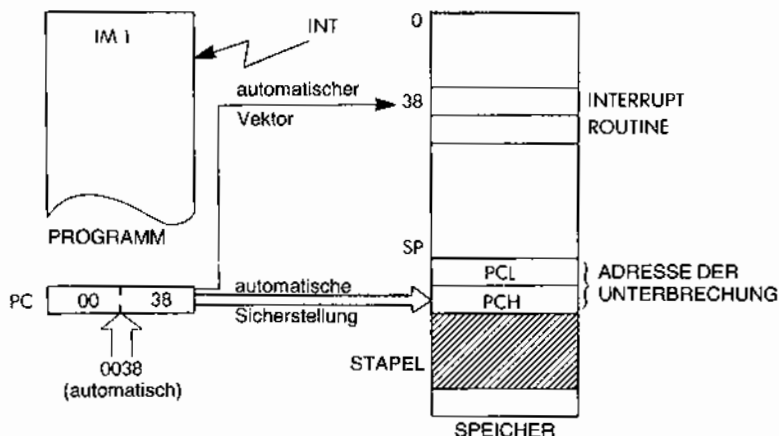 IM 1
INT
0
automatischer
Vektor
38
INTERRUPT
ROUTINE
PROGRAMM
SP
PC
00
38
automatische
Sicherstellung
PCL
PCH
ADRESSE DER
UNTERBRECHUNG
0038
(automatisch)
STAPEL
SPEICHER